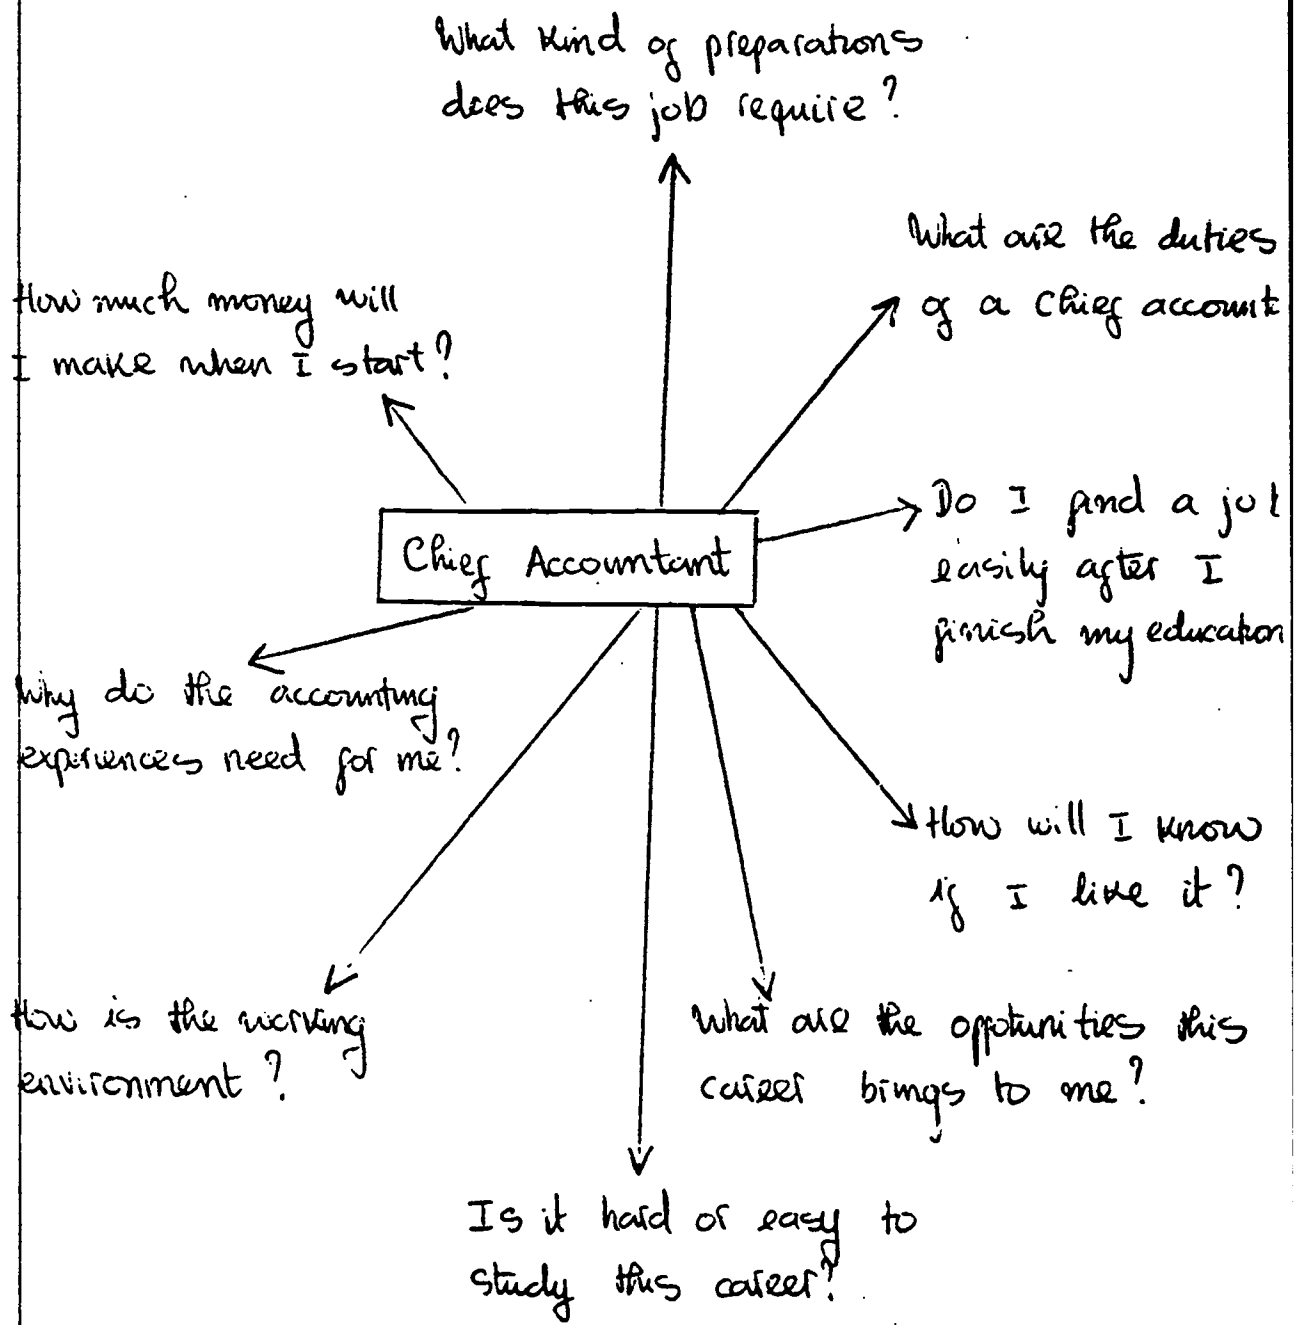 What kind of preparations
does this job require?
What are the duties
of a Chief account
How much money will
I make when I start?
Do I find a jo
easily after I
finish my education
Chief Accountant
Why do the accounting
experiences need for me?
How will I know
if I like it?
How is the working
environment?
What are the oppotunities this
career brings to me?
Is it hard or easy to
study this career?